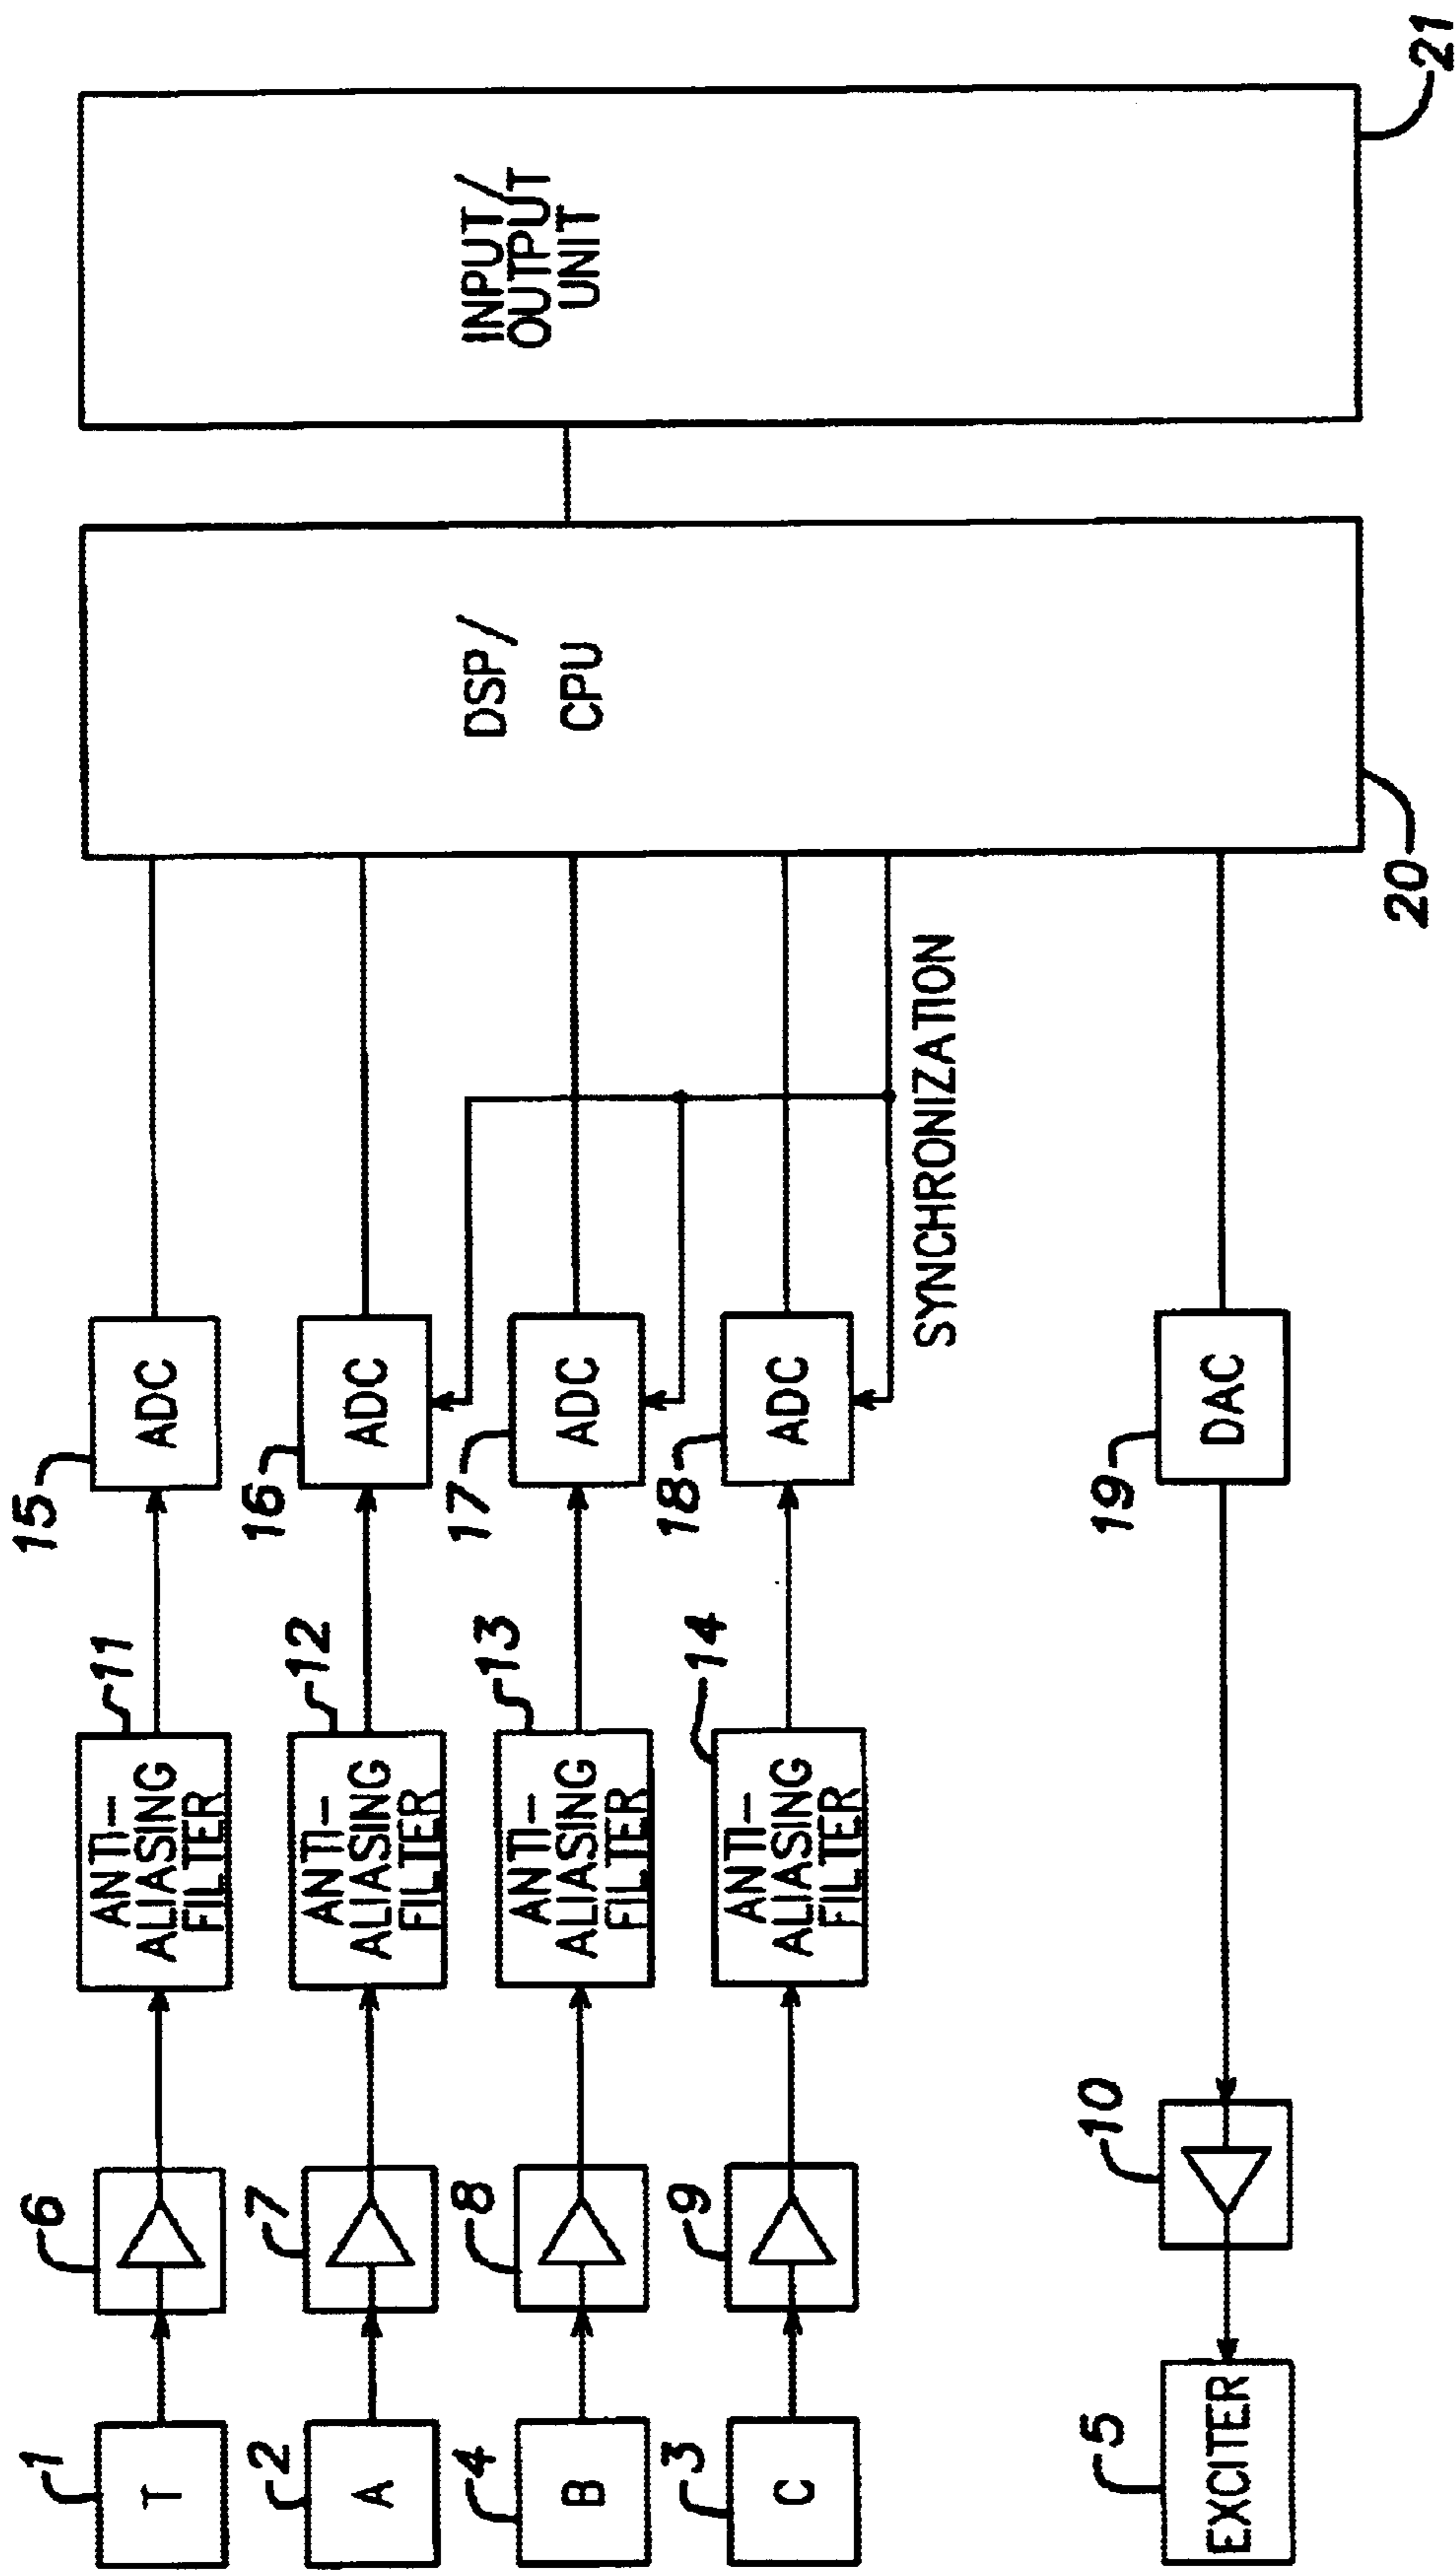 1
T
6
11
ANTI-
ALIASING
FILTER
15
ADC
2
A
7
12
ANTI-
ALIASING
FILTER
16
ADC
4
B
8
13
ANTI-
ALIASING
FILTER
17
ADC
3
C
9
14
ANTI-
ALIASING
FILTER
18
ADC
SYNCHRONIZATION
5
EXCITER
10
19
DAC
DSP/
CPU
20
INPUT/
OUTPUT
UNIT
21